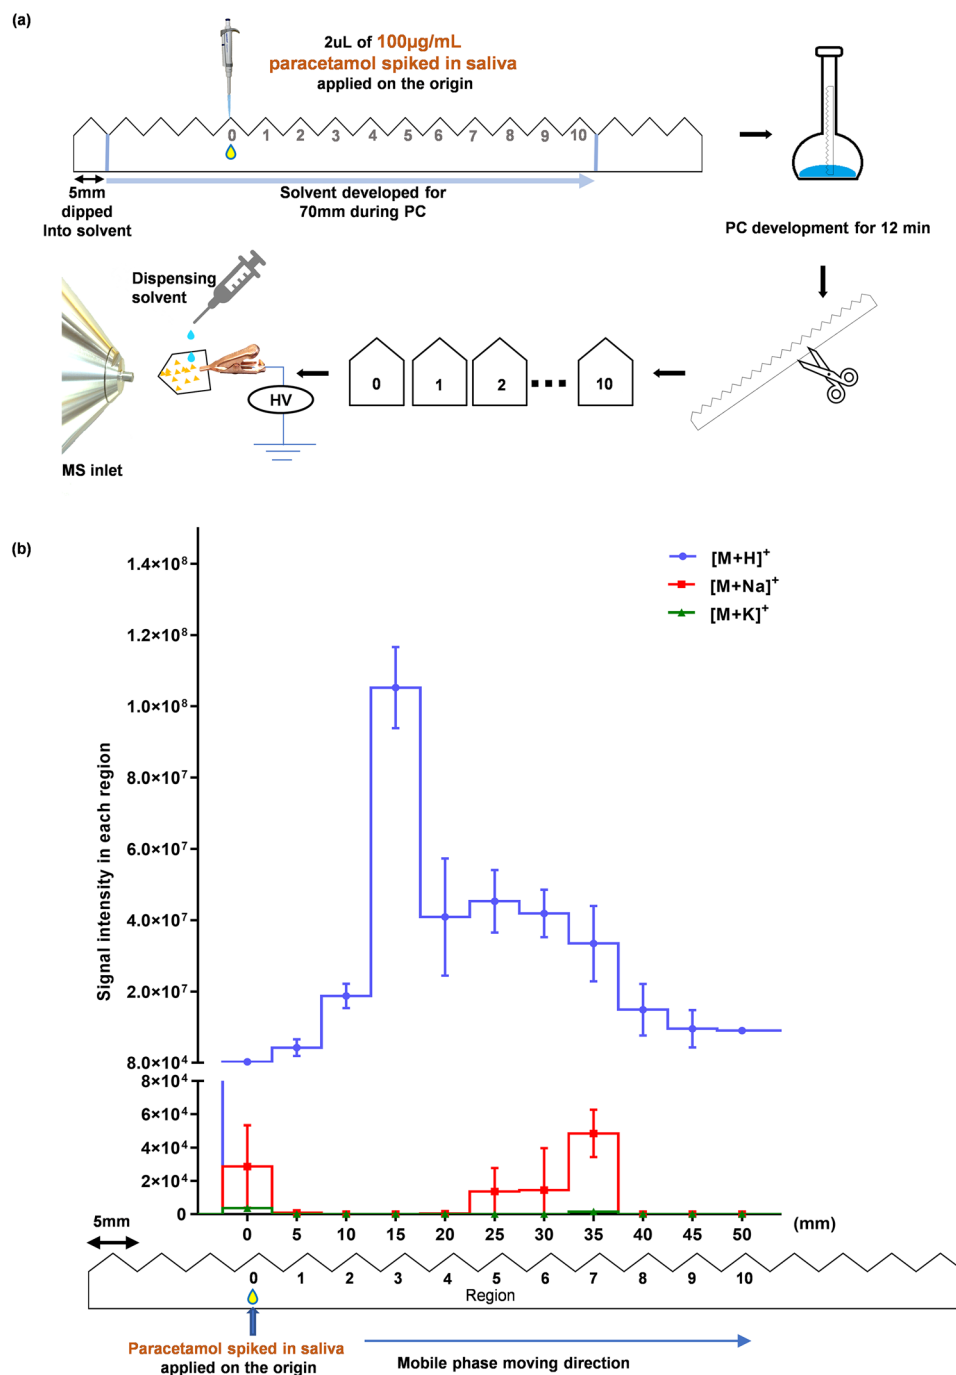 (a)
2uL of 100µg/mL
paracetamol spiked in saliva
applied on the origin
0 1 2 3 4 5 6 7 8 9 10
5mm
dipped
Into solvent
Solvent developed for
70mm during PC
PC development for 12 min
Dispensing
solvent
HV
MS inlet
0 1 2 10
(b)
[M+H]⁺
[M+Na]⁺
[M+K]⁺
Signal intensity in each region
1.4×10⁸
1.2×10⁸
1.0×10⁸
8.0×10⁷
6.0×10⁷
4.0×10⁷
2.0×10⁷
8.0×10⁴
8×10⁴
6×10⁴
4×10⁴
2×10⁴
0
0 5 10 15 20 25 30 35 40 45 50 (mm)
5mm
0 1 2 3 4 5 6 7 8 9 10
Region
Paracetamol spiked in saliva
applied on the origin
Mobile phase moving direction